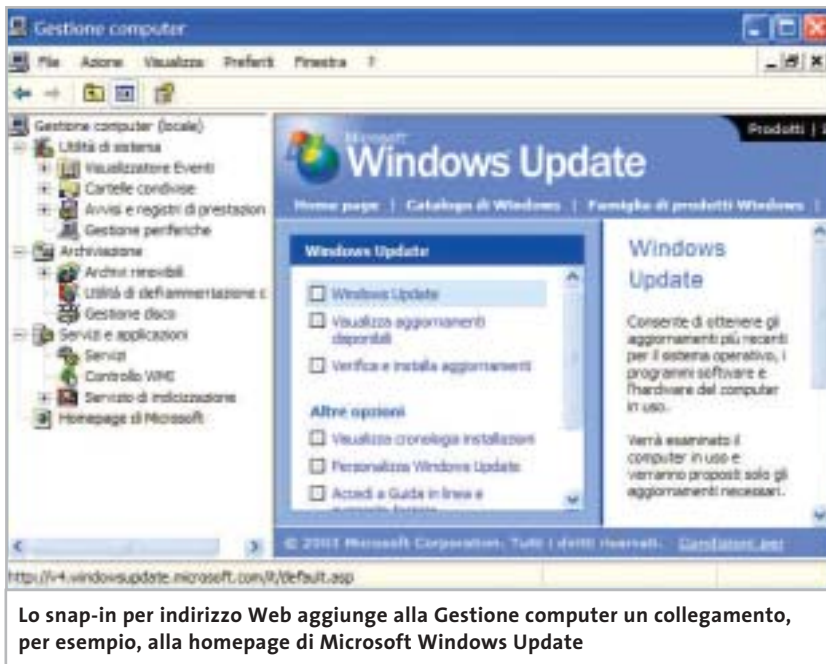 Gestione computer
File Azione Visualizza Preferiti Finestra ?
Gestione computer (locale)
Utilità di sistema
Visualizzatore Eventi
Cartelle condivise
Avvisi e registri di prestazion
Gestione periferiche
Archiviazione
Archivi rimovibili
Utilità di deframmentazione d
Gestione disco
Servizi e applicazioni
Servizi
Controllo WMI
Servizio di indicizzazione
Homepage di Microsoft
Prodotti |
Microsoft
Windows Update
Home page | Catalogo di Windows | Famiglia di prodotti Windows |
Windows Update
Windows Update
Visualizza aggiornamenti
disponibili
Verifica e installa aggiornamenti
Altre opzioni
Visualizza cronologia installazioni
Personalizza Windows Update
Accedi a Guida in linea e
Windows
Update
Consente di ottenere gli
aggiornamenti più recenti
per il sistema operativo, i
programmi software e
l'hardware del computer
in uso.
Verrà esaminato il
computer in uso e
verranno proposti solo gli
aggiornamenti necessari.
© 2003 Microsoft Corporation. Tutti i diritti riservati. Condizioni per
http://v4.windowsupdate.microsoft.com/it/default.asp
Lo snap-in per indirizzo Web aggiunge alla Gestione computer un collegamento,
per esempio, alla homepage di Microsoft Windows Update